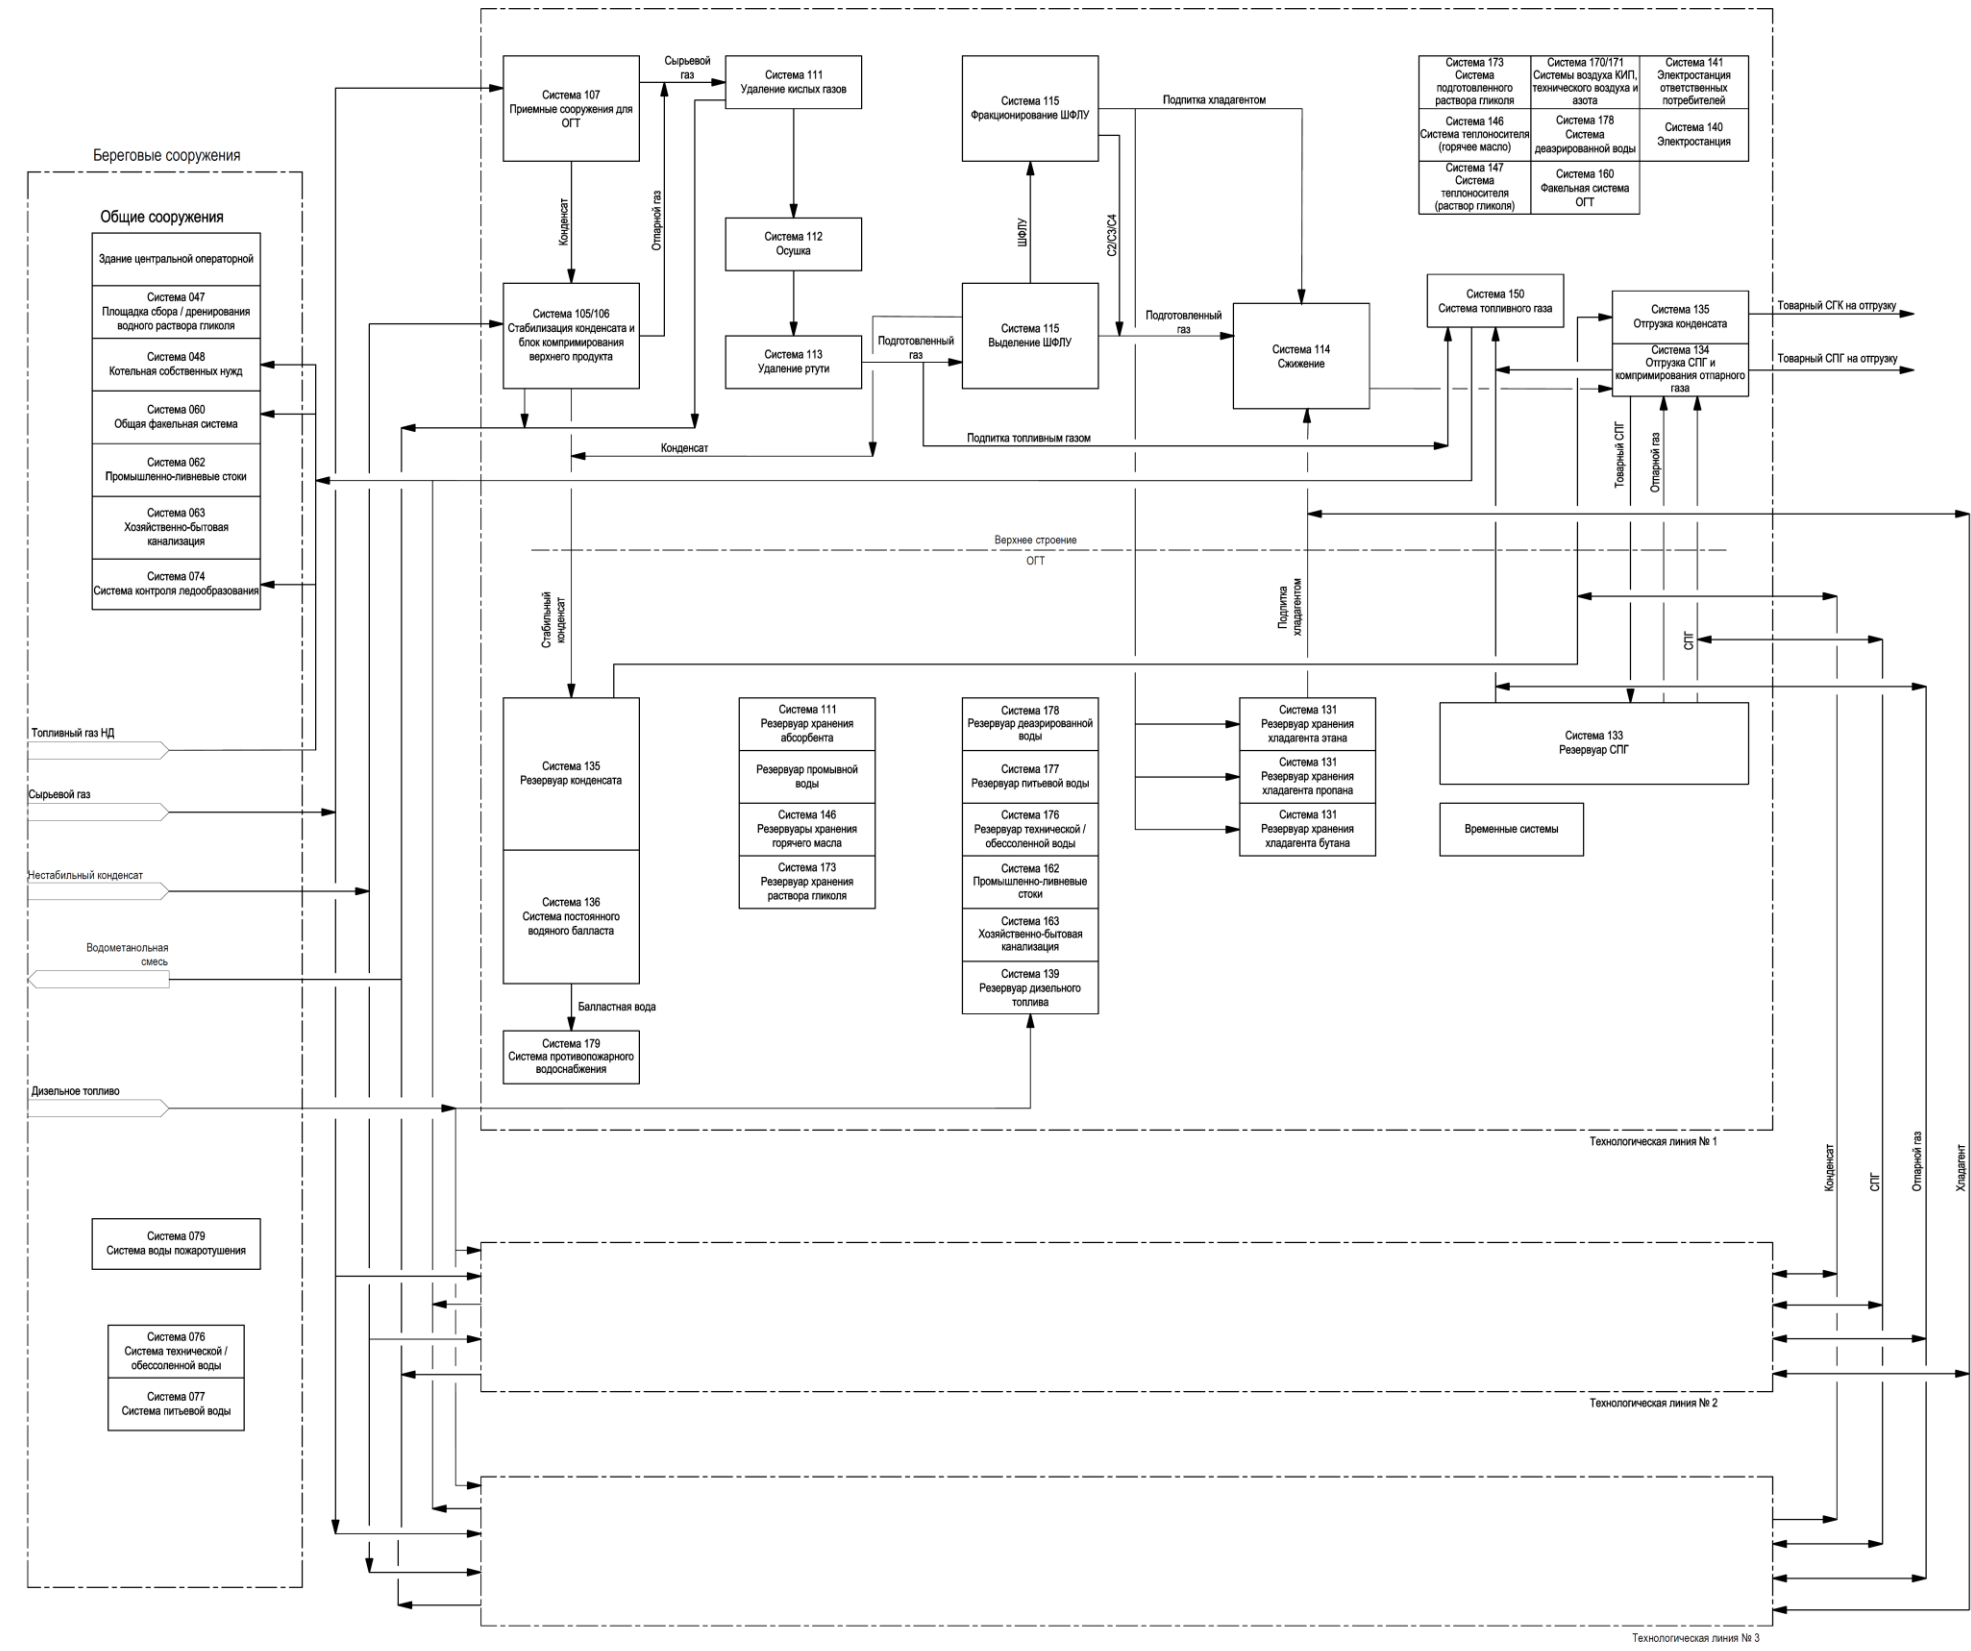 Береговые сооружения
Общие сооружения
Здание центральной операторной
Система 047
Площадка сбора / дренирования
водного раствора гликоля
Система 048
Котельная собственных нужд
Система 060
Общая факельная система
Система 062
Промышленно-ливневые стоки
Система 063
Хозяйственно-бытовая
канализация
Система 074
Система контроля ледообразования
Топливный газ НД
Сырьевой газ
Нестабильный конденсат
Водометанольная
смесь
Дизельное топливо
Система 079
Система воды пожаротушения
Система 076
Система технической /
обессоленной воды
Система 077
Система питьевой воды
Система 107
Приемные сооружения для
ОГТ
Сырьевой
газ
Конденсат
Отпарной газ
Система 105/106
Стабилизация конденсата и
блок компримирования
верхнего продукта
Система 111
Удаление кислых газов
Система 112
Осушка
Система 113
Удаление ртути
Подготовленный
газ
Система 115
Фракционирование ШФЛУ
ШФЛУ
C2/C3/C4
Система 115
Выделение ШФЛУ
Подпитка хладагентом
Подготовленный
газ
Система 114
Сжижение
Конденсат
Подпитка топливным газом
Система 173
Система
подготовленного
раствора гликоля
Система 170/171
Системы воздуха КИП,
технического воздуха и
азота
Система 141
Электростанция
ответственных
потребителей
Система 146
Система теплоносителя
(горячее масло)
Система 178
Система
деаэрированной воды
Система 140
Электростанция
Система 147
Система
теплоносителя
(раствор гликоля)
Система 160
Факельная система
ОГТ
Система 150
Система топливного газа
Система 135
Отгрузка конденсата
Система 134
Отгрузка СПГ и
компримирования отпарного
газа
Товарный СГК на отгрузку
Товарный СПГ на отгрузку
Товарный СПГ
Отпарной газ
СПГ
Верхнее строение
ОГТ
Стабильный
конденсат
Подпитка
хладагентом
Система 135
Резервуар конденсата
Система 136
Система постоянного
водяного балласта
Балластная вода
Система 179
Система противопожарного
водоснабжения
Система 111
Резервуар хранения
абсорбента
Резервуар промывной
воды
Система 146
Резервуары хранения
горячего масла
Система 173
Резервуар хранения
раствора гликоля
Система 178
Резервуар деаэрированной
воды
Система 177
Резервуар питьевой воды
Система 176
Резервуар технической /
обессоленной воды
Система 162
Промышленно-ливневые
стоки
Система 163
Хозяйственно-бытовая
канализация
Система 139
Резервуар дизельного
топлива
Система 131
Резервуар хранения
хладагента этана
Система 131
Резервуар хранения
хладагента пропана
Система 131
Резервуар хранения
хладагента бутана
Система 133
Резервуар СПГ
Временные системы
Технологическая линия № 1
Конденсат
СПГ
Отпарной газ
Хладагент
Технологическая линия № 2
Технологическая линия № 3